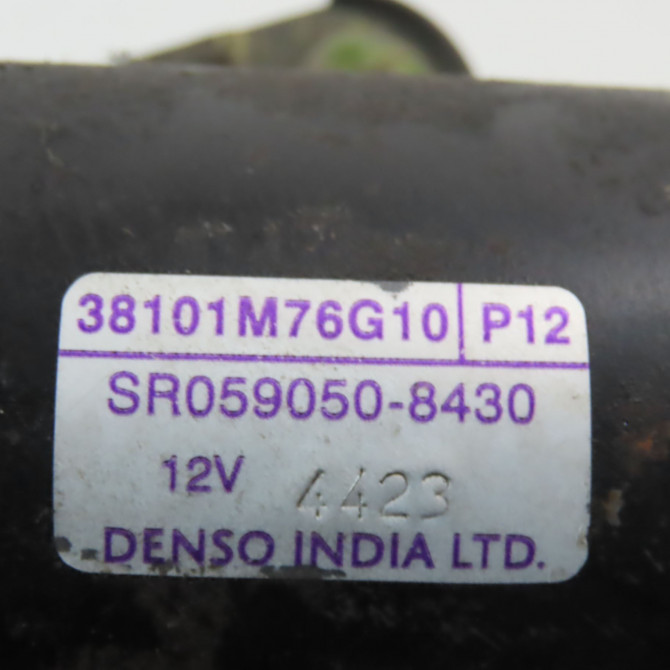 38101M76G10 P12
SR059050-8430
12V 4423
DENSO INDIA LTD.